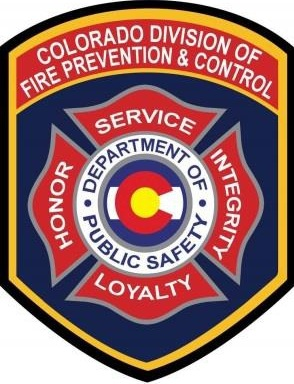 COLORADO DIVISION OF
FIRE PREVENTION & CONTROL
SERVICE
HONOR
INTEGRITY
LOYALTY
• DEPARTMENT OF •
PUBLIC SAFETY